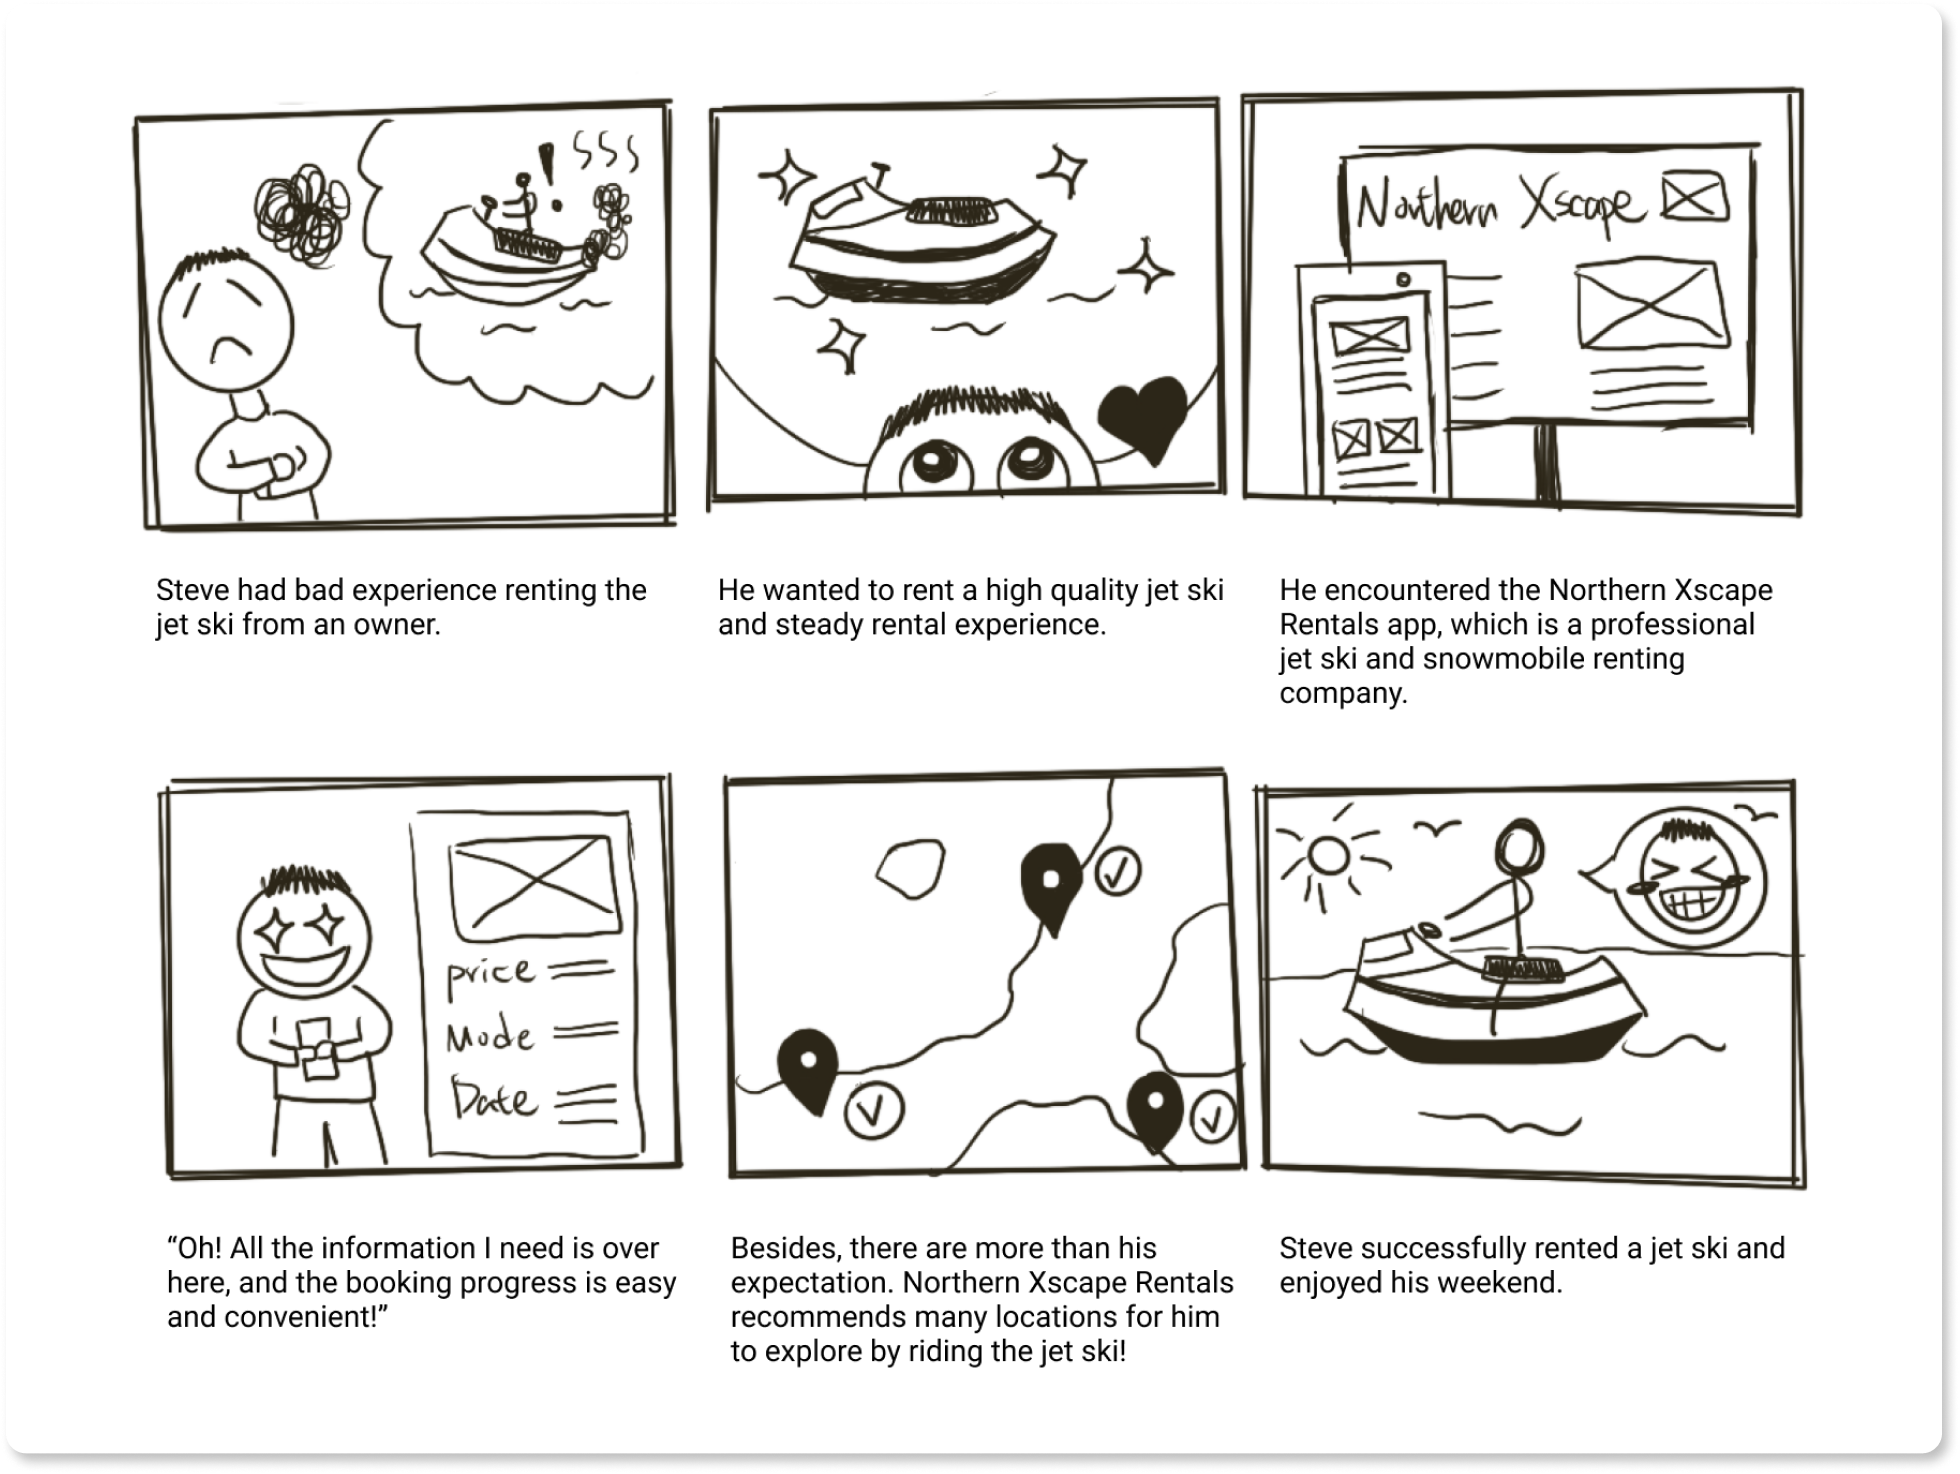 Northern Xscape
Steve had bad experience renting the
jet ski from an owner.
He wanted to rent a high quality jet ski
and steady rental experience.
He encountered the Northern Xscape
Rentals app, which is a professional
jet ski and snowmobile renting
company.
price
Mode
Date
“Oh! All the information I need is over
here, and the booking progress is easy
and convenient!”
Besides, there are more than his
expectation. Northern Xscape Rentals
recommends many locations for him
to explore by riding the jet ski!
Steve successfully rented a jet ski and
enjoyed his weekend.